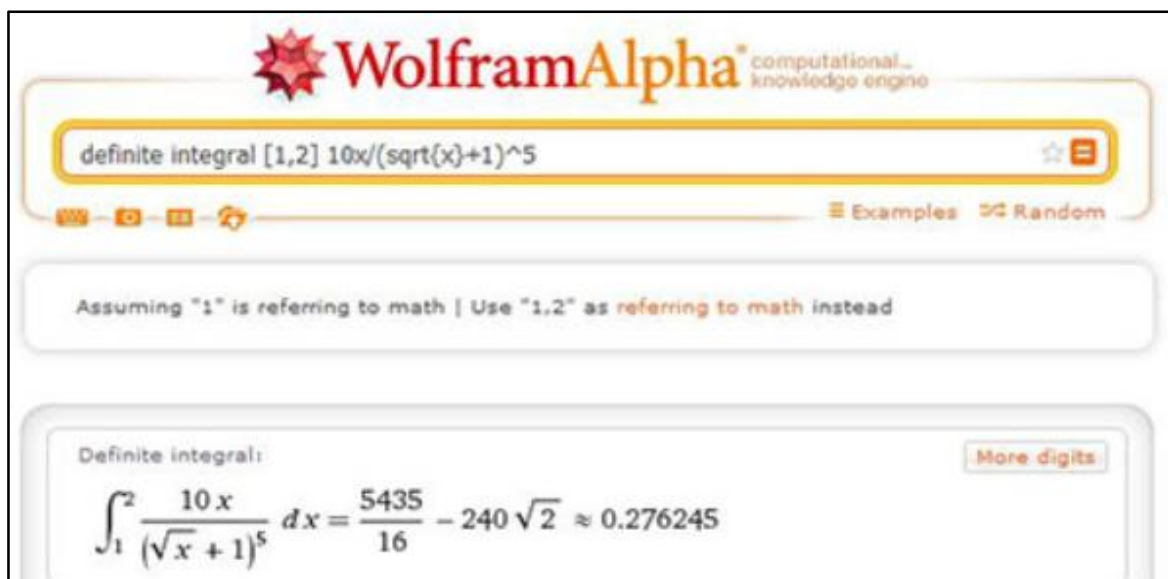 WolframAlpha® computational™ knowledge engine
definite integral [1,2] 10x/(sqrt{x}+1)^5
Examples Random
Assuming "1" is referring to math | Use "1,2" as referring to math instead
Definite integral: More digits
∫₁² 10 x / (√x + 1)⁵ dx = 5435/16 − 240 √2 ≈ 0.276245